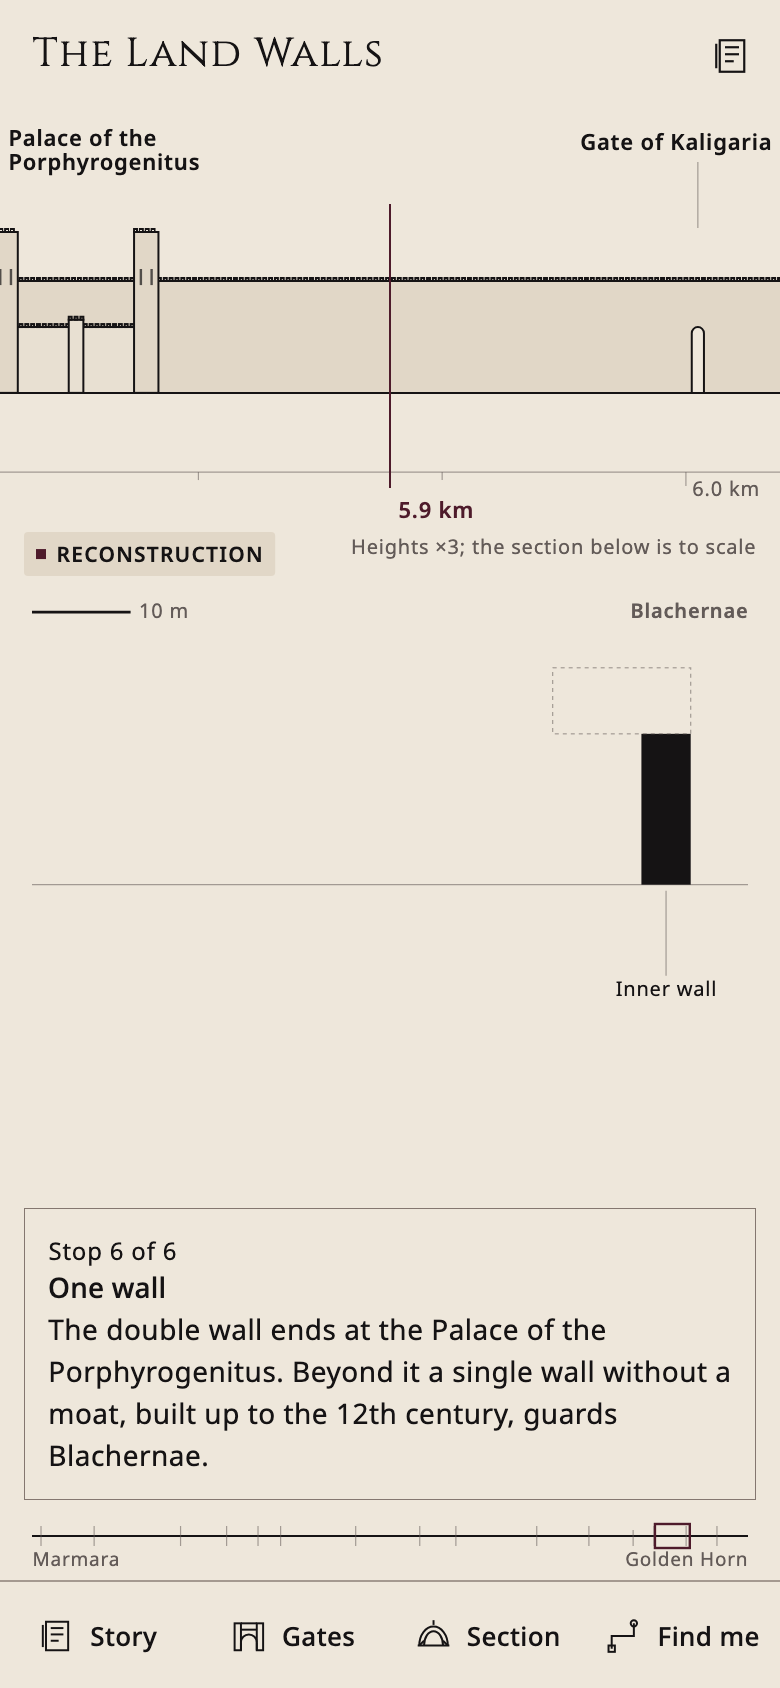 The Land Walls
Palace of the
Porphyrogenitus
Gate of Kaligaria
6.0 km
5.9 km
RECONSTRUCTION
Heights ×3; the section below is to scale
10 m
Blachernae
Inner wall
Stop 6 of 6
One wall
The double wall ends at the Palace of the
Porphyrogenitus. Beyond it a single wall without a
moat, built up to the 12th century, guards
Blachernae.
Marmara
Golden Horn
Story
Gates
Section
Find me